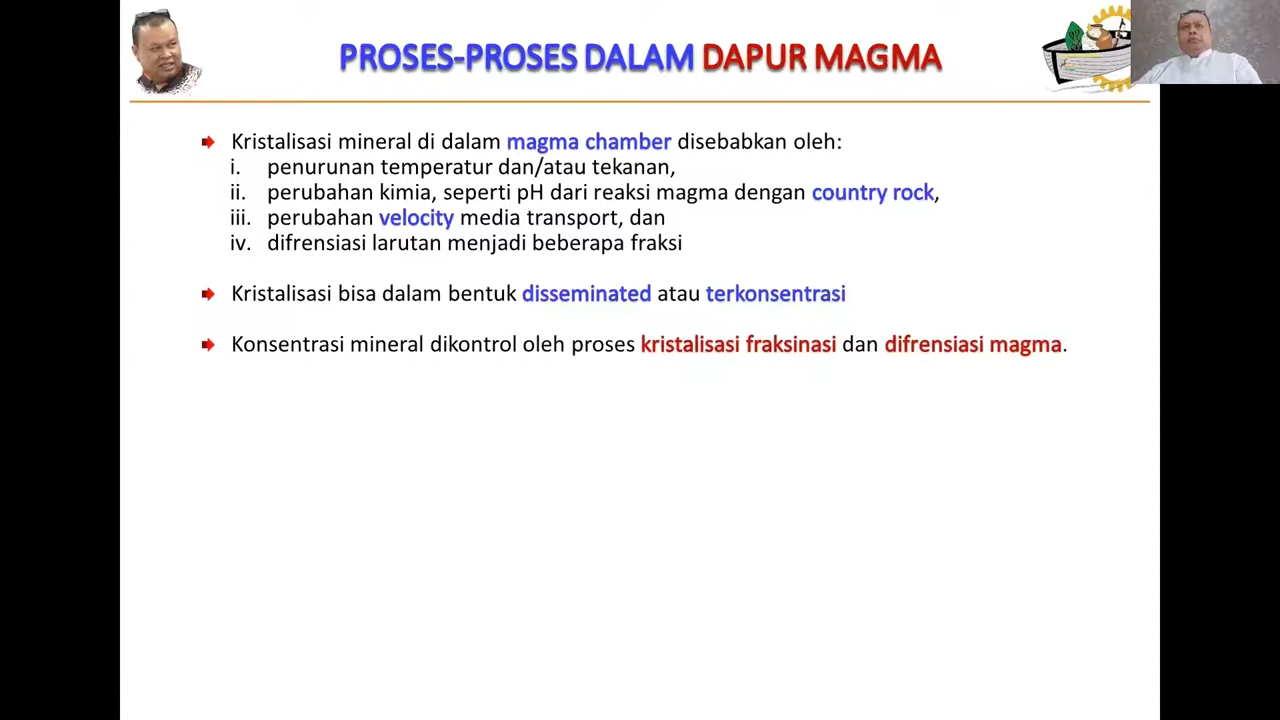 PROSES-PROSES DALAM DAPUR MAGMA
Kristalisasi mineral di dalam magma chamber disebabkan oleh:
i. penurunan temperatur dan/atau tekanan,
ii. perubahan kimia, seperti pH dari reaksi magma dengan country rock,
iii. perubahan velocity media transport, dan
iv. difrensiasi larutan menjadi beberapa fraksi
Kristalisasi bisa dalam bentuk disseminated atau terkonsentrasi
Konsentrasi mineral dikontrol oleh proses kristalisasi fraksinasi dan difrensiasi magma.